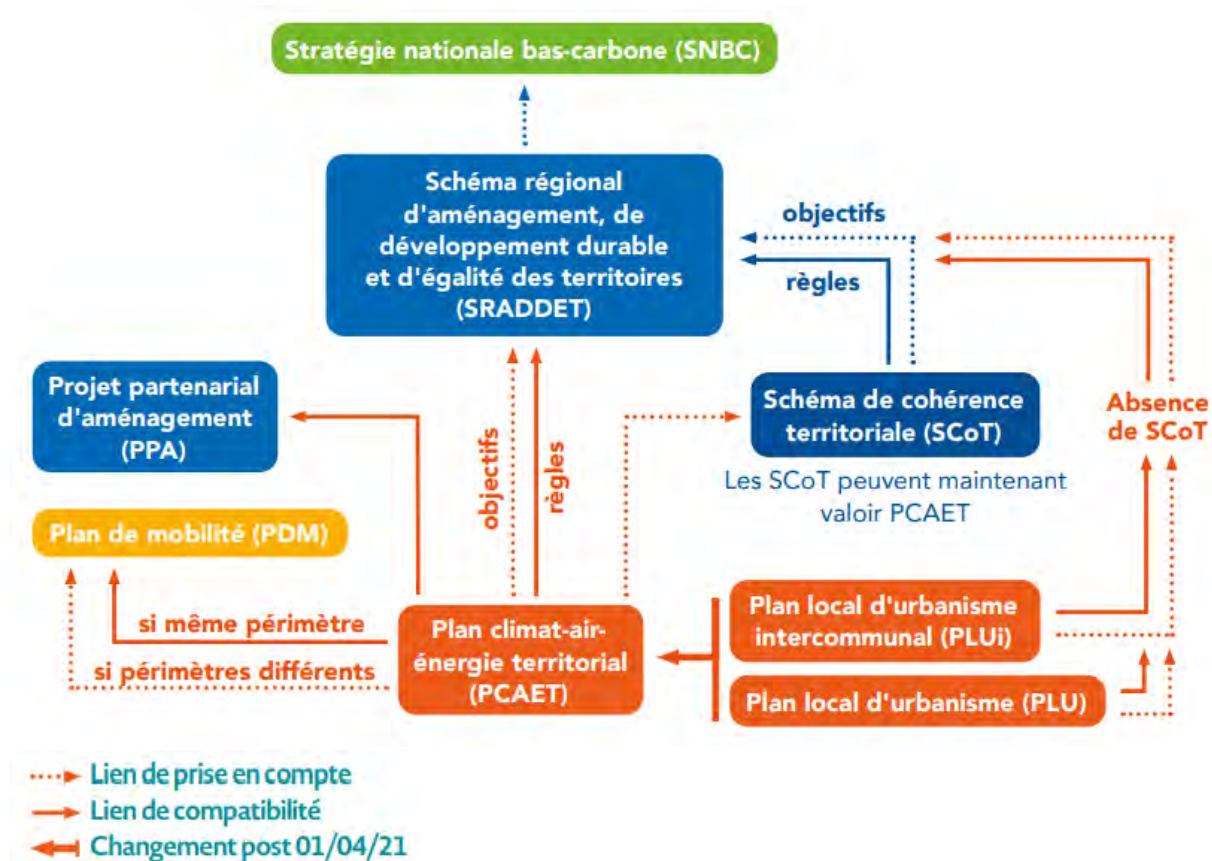 Stratégie nationale bas-carbone (SNBC)
Schéma régional
d'aménagement, de
développement durable
et d'égalité des territoires
(SRADDET)
objectifs
règles
Projet partenarial
d'aménagement
(PPA)
objectifs
règles
Schéma de cohérence
territoriale (SCoT)
Absence
de SCoT
Les SCoT peuvent maintenant
valoir PCAET
Plan de mobilité (PDM)
si même périmètre
si périmètres différents
Plan climat-air-
énergie territorial
(PCAET)
Plan local d'urbanisme
intercommunal (PLUi)
Plan local d'urbanisme (PLU)
Lien de prise en compte
Lien de compatibilité
Changement post 01/04/21